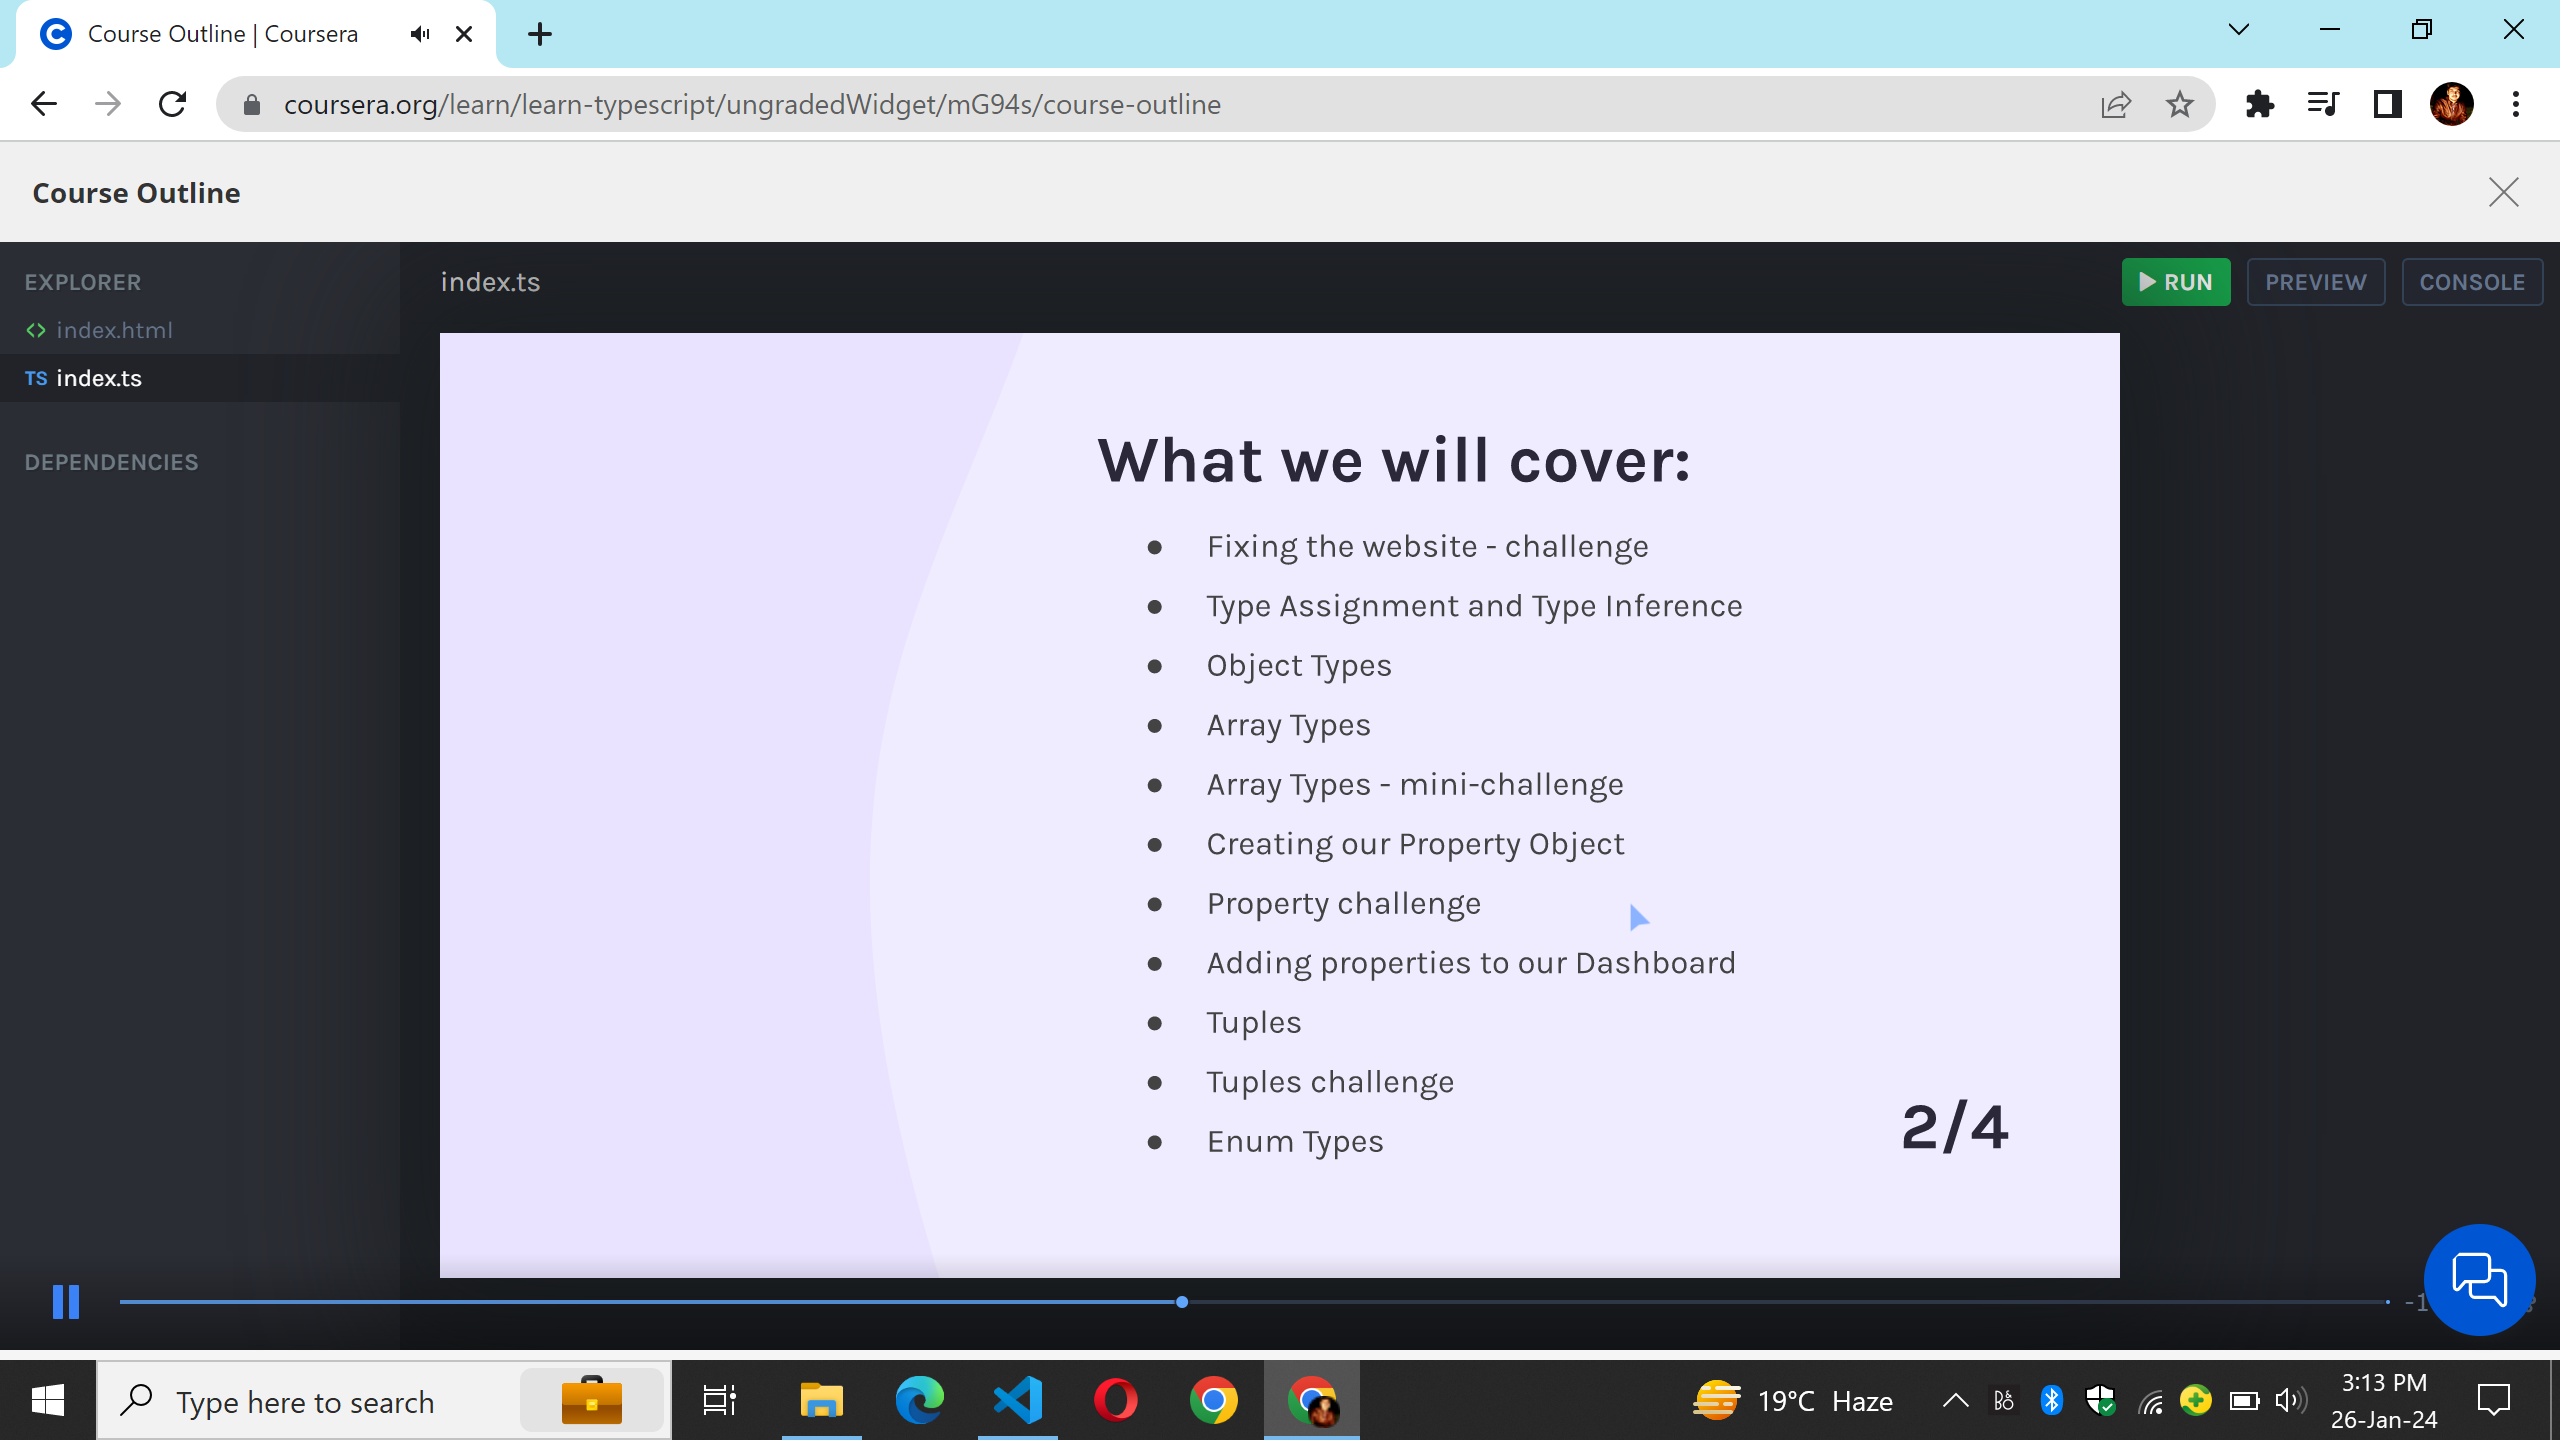 Course Outline | Coursera
coursera.org/learn/learn-typescript/ungradedWidget/mG94s/course-outline
Course Outline
EXPLORER
<> index.html
TS index.ts
DEPENDENCIES
index.ts
RUN
PREVIEW
CONSOLE
What we will cover:
● Fixing the website - challenge
● Type Assignment and Type Inference
● Object Types
● Array Types
● Array Types - mini-challenge
● Creating our Property Object
● Property challenge
● Adding properties to our Dashboard
● Tuples
● Tuples challenge
● Enum Types
2/4
Type here to search
19°C Haze
3:13 PM
26-Jan-24